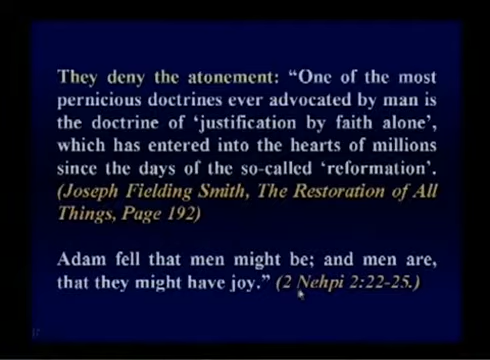 They deny the atonement: “One of the most
pernicious doctrines ever advocated by man is
the doctrine of ‘justification by faith alone’,
which has entered into the hearts of millions
since the days of the so-called ‘reformation’.
(Joseph Fielding Smith, The Restoration of All
Things, Page 192)
Adam fell that men might be; and men are,
that they might have joy.” (2 Nehpi 2:22-25.)